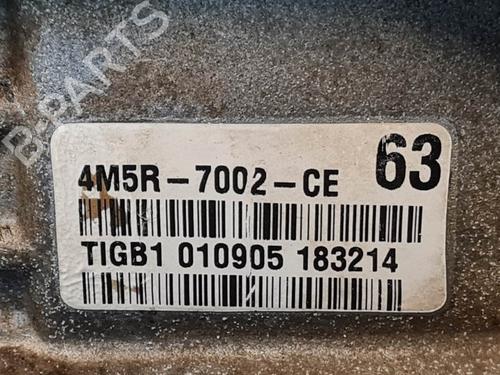 B-PARTS
63
4M5R-7002-CE
TIGB1 010905 183214